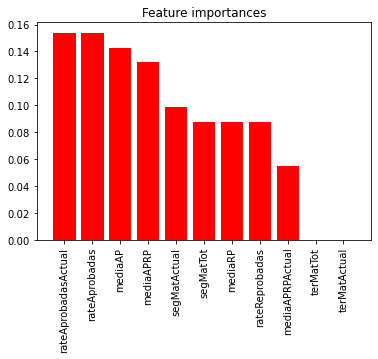 Feature importances
0.16
0.14
0.12
0.10
0.08
0.06
0.04
0.02
0.00
rateAprobadasActual
rateAprobadas
mediaAP
mediaAPRP
segMatActual
segMatTot
mediaRP
rateReprobadas
mediaAPRPActual
terMatTot
terMatActual